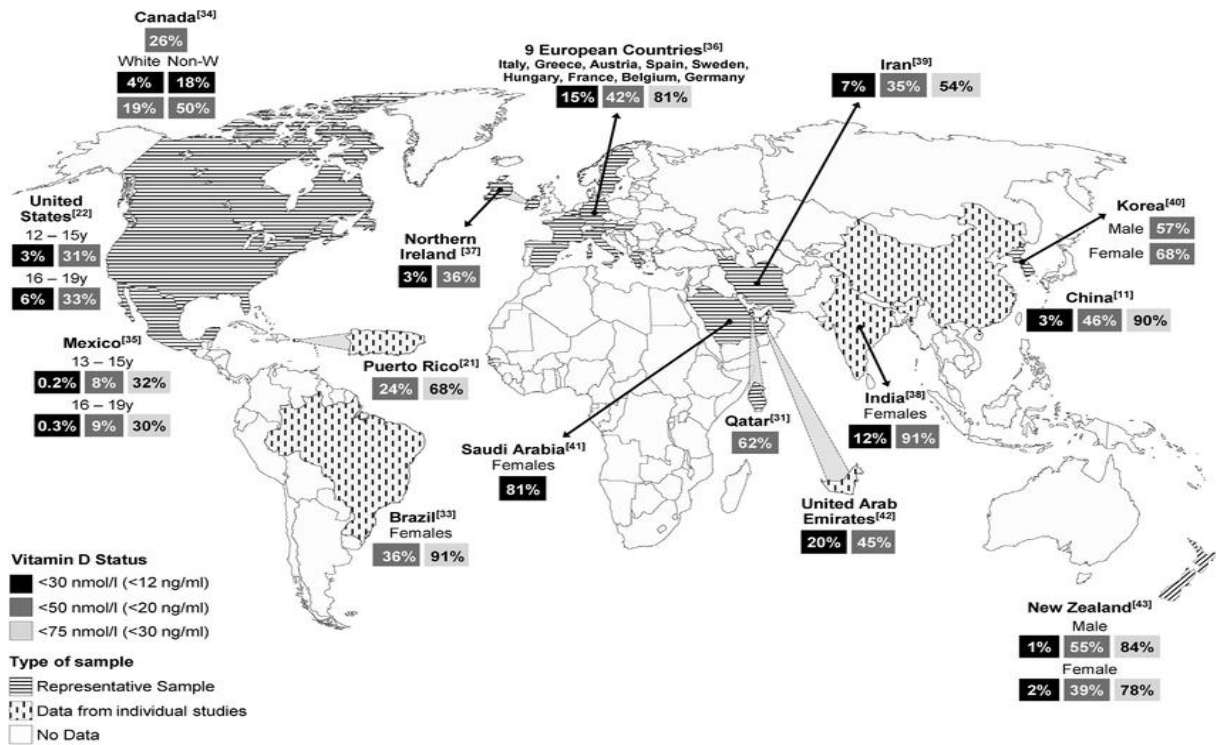 Canada[34]
26%
White Non-W
4% 18%
19% 50%
9 European Countries[36]
Italy, Greece, Austria, Spain, Sweden,
Hungary, France, Belgium, Germany
15% 42% 81%
Iran[39]
7% 35% 54%
United
States[22]
12 – 15y
3% 31%
16 – 19y
6% 33%
Northern
Ireland [37]
3% 36%
Korea[40]
Male 57%
Female 68%
China[11]
3% 46% 90%
Mexico[35]
13 – 15y
0.2% 8% 32%
16 – 19y
0.3% 9% 30%
Puerto Rico[21]
24% 68%
Qatar[31]
62%
India[38]
Females
12% 91%
Saudi Arabia[41]
Females
81%
United Arab
Emirates[42]
20% 45%
Brazil[33]
Females
36% 91%
New Zealand[43]
Male
1% 55% 84%
Female
2% 39% 78%
Vitamin D Status
<30 nmol/l (<12 ng/ml)
<50 nmol/l (<20 ng/ml)
<75 nmol/l (<30 ng/ml)
Type of sample
Representative Sample
Data from individual studies
No Data